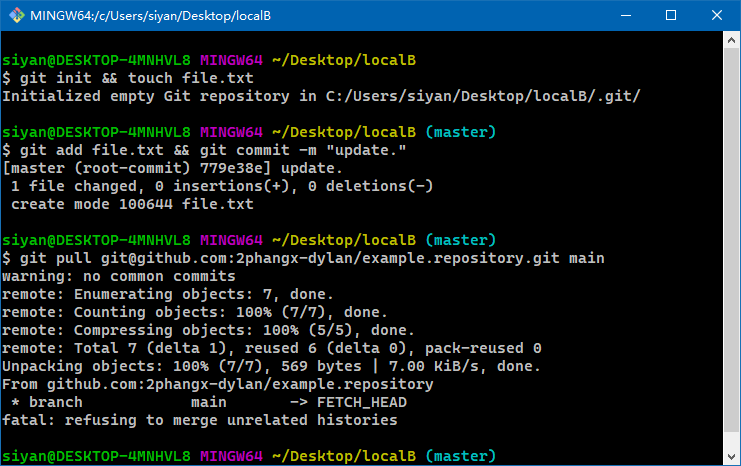 MINGW64:/c/Users/siyan/Desktop/localB
siyan@DESKTOP-4MNHVL8 MINGW64 ~/Desktop/localB
$ git init && touch file.txt
Initialized empty Git repository in C:/Users/siyan/Desktop/localB/.git/
siyan@DESKTOP-4MNHVL8 MINGW64 ~/Desktop/localB (master)
$ git add file.txt && git commit -m "update."
[master (root-commit) 779e38e] update.
 1 file changed, 0 insertions(+), 0 deletions(-)
 create mode 100644 file.txt
siyan@DESKTOP-4MNHVL8 MINGW64 ~/Desktop/localB (master)
$ git pull git@github.com:2phangx-dylan/example.repository.git main
warning: no common commits
remote: Enumerating objects: 7, done.
remote: Counting objects: 100% (7/7), done.
remote: Compressing objects: 100% (5/5), done.
remote: Total 7 (delta 1), reused 6 (delta 0), pack-reused 0
Unpacking objects: 100% (7/7), 569 bytes | 7.00 KiB/s, done.
From github.com:2phangx-dylan/example.repository
 * branch            main       -> FETCH_HEAD
fatal: refusing to merge unrelated histories
siyan@DESKTOP-4MNHVL8 MINGW64 ~/Desktop/localB (master)